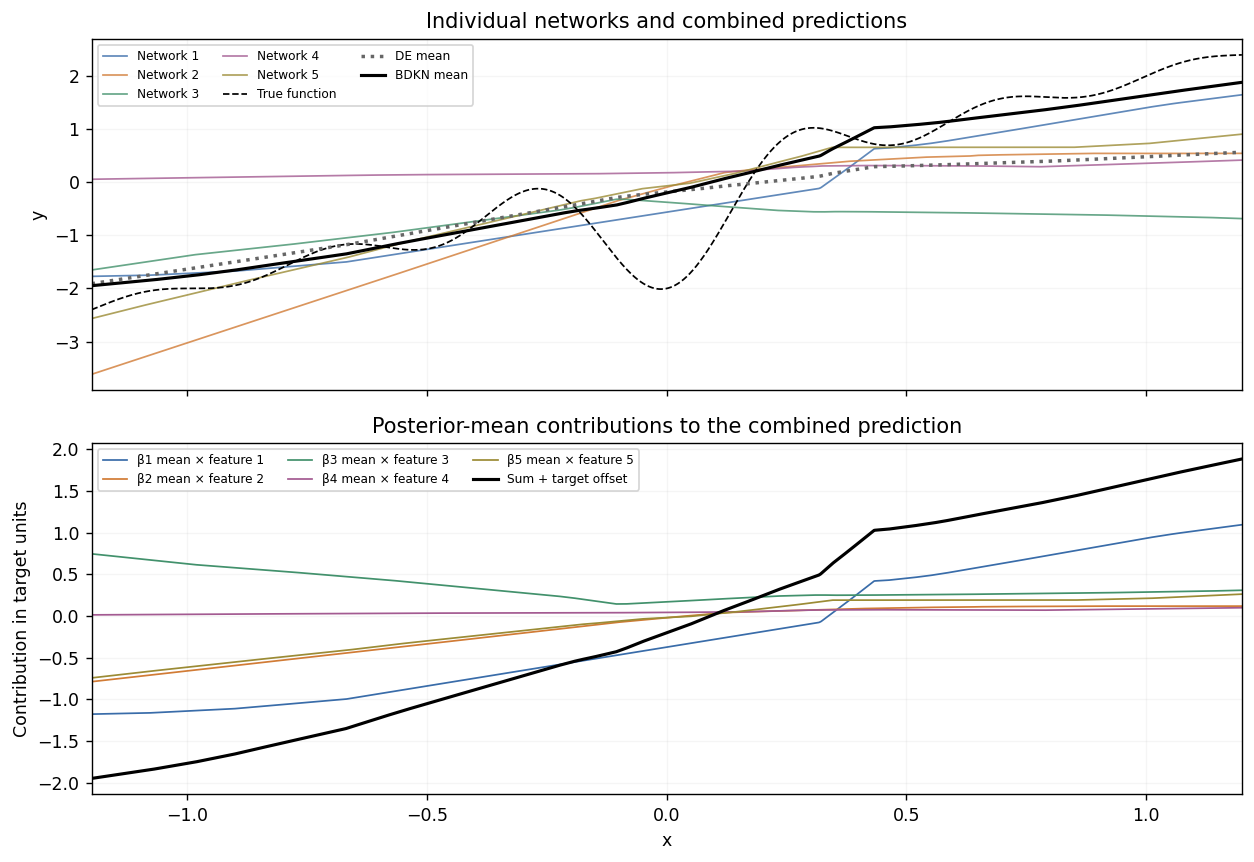 Individual networks and combined predictions
Network 1
Network 2
Network 3
Network 4
Network 5
True function
DE mean
BDKN mean
2
1
0
−1
−2
−3
y
Posterior-mean contributions to the combined prediction
β1 mean × feature 1
β2 mean × feature 2
β3 mean × feature 3
β4 mean × feature 4
β5 mean × feature 5
Sum + target offset
2.0
1.5
1.0
0.5
0.0
−0.5
−1.0
−1.5
−2.0
Contribution in target units
−1.0
−0.5
0.0
0.5
1.0
x